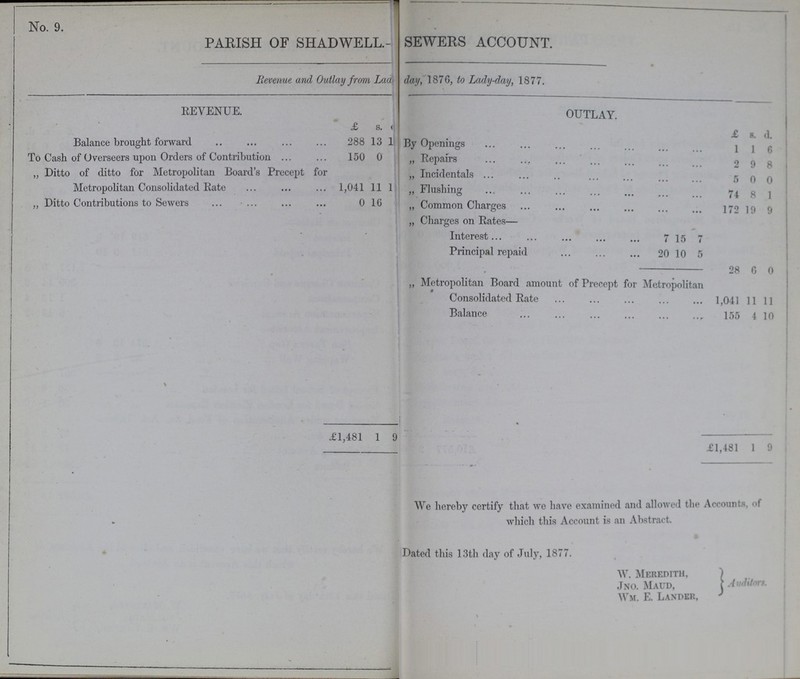 No. 9.
PARISH OF SHADWELL.- SEWERS ACCOUNT.
Revenue and Outlay from Lad day, 1876, to Lady-day, 1877.
REVENUE.
£ s.
Balance brought forward .. ... ... ... 288 13 1
To Cash of Overseers upon Orders of Contribution ... ... 150 0
„ Ditto of ditto for Metropolitan Board's Precept for
Metropolitan Consolidated Rate ... ... ... 1,041 11 1
„ Ditto Contributions to Sewers ... ... ... ... 0 16
£1,481 1 9
OUTLAY.
£ s. d.
By Openings ... ... ... ... ... ... ... 1 1 6
„ Repairs ... ... ... ... ... ... ... 2 9 8
„ Incidentals ... ... ... ... ... ... ... 5 0 0
„ Flushing ... ... ... ... ... ... ... 74 8 1
„ Common Charges ... ... ... ... ... ... 172 19 9
„ Charges on Rates—
Interest ... ... ... ... ... 7 15 7
Principal repaid ... ... ... 20 10 5
28 6 0
„ Metropolitan Board amount of Precept for Metropolitan
Consolidated Rate ... ... ... ... ... 1,041 11 11
Balance ... ... ... ... ... ... 155 4 10
£1,481 1 9
We hereby certify that we have examined and allowed the Accounts, of
which this Account is an Abstract.
Dated this 13th day of July, 1877.
W. MEREDITH,
JNO. MAUD,
WM. E. LANDER,
} Auditors.